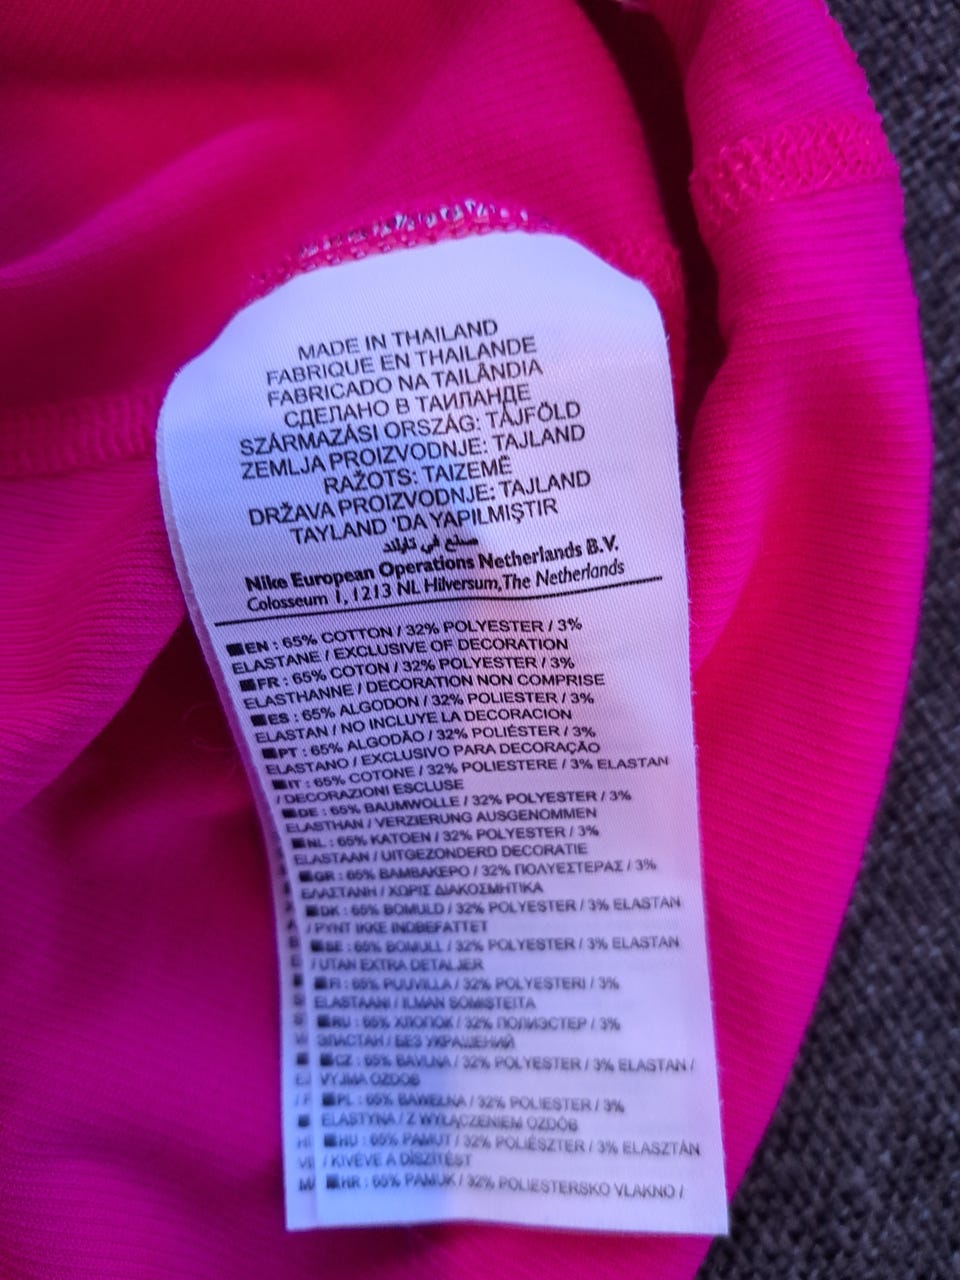 MADE IN THAILAND
FABRIQUE EN THAILANDE
FABRICADO NA TAILÂNDIA
СДЕЛАНО В ТАИЛАНДЕ
SZÁRMAZÁSI ORSZÁG: TÁJFÖLD
ZEMLJA PROIZVODNJE: TAJLAND
RAŽOTS: TAIZEMĒ
DRŽAVA PROIZVODNJE: TAJLAND
TAYLAND 'DA YAPILMIŞTIR
صنع في تايلاند
Nike European Operations Netherlands B.V.
Colosseum 1, 1213 NL Hilversum, The Netherlands
EN : 65% COTTON / 32% POLYESTER / 3%
ELASTANE / EXCLUSIVE OF DECORATION
FR : 65% COTON / 32% POLYESTER / 3%
ELASTHANNE / DECORATION NON COMPRISE
ES : 65% ALGODON / 32% POLIESTER / 3%
ELASTAN / NO INCLUYE LA DECORACION
PT : 65% ALGODÃO / 32% POLIÉSTER / 3%
ELASTANO / EXCLUSIVO PARA DECORAÇÃO
IT : 65% COTONE / 32% POLIESTERE / 3% ELASTAN
/ DECORAZIONI ESCLUSE
DE : 65% BAUMWOLLE / 32% POLYESTER / 3%
ELASTHAN / VERZIERUNG AUSGENOMMEN
NL : 65% KATOEN / 32% POLYESTER / 3%
ELASTAAN / UITGEZONDERD DECORATIE
GR : 65% ΒΑΜΒΑΚΕΡΟ / 32% ΠΟΛΥΕΣΤΕΡΑΣ / 3%
ΕΛΑΣΤΑΝΗ / ΧΩΡΙΣ ΔΙΑΚΟΣΜΗΤΙΚΑ
DK : 65% BOMULD / 32% POLYESTER / 3% ELASTAN
/ PYNT IKKE INDBEFATTET
SE : 65% BOMULL / 32% POLYESTER / 3% ELASTAN
/ UTAN EXTRA DETALJER
FI : 65% PUUVILLA / 32% POLYESTERI / 3%
ELASTAANI / ILMAN SOMISTEITA
RU : 65% ХЛОПОК / 32% ПОЛИЭСТЕР / 3%
ЭЛАСТАН / БЕЗ УКРАШЕНИЙ
CZ : 65% BAVLNA / 32% POLYESTER / 3% ELASTAN /
VYJMA OZDOB
PL : 65% BAWEŁNA / 32% POLIESTER / 3%
ELASTYNA / Z WYŁĄCZENIEM OZDÓB
HU : 65% PAMUT / 32% POLIÉSZTER / 3% ELASZTÁN
/ KIVÉVE A DÍSZÍTÉST
HR : 65% PAMUK / 32% POLIESTERSKO VLAKNO /